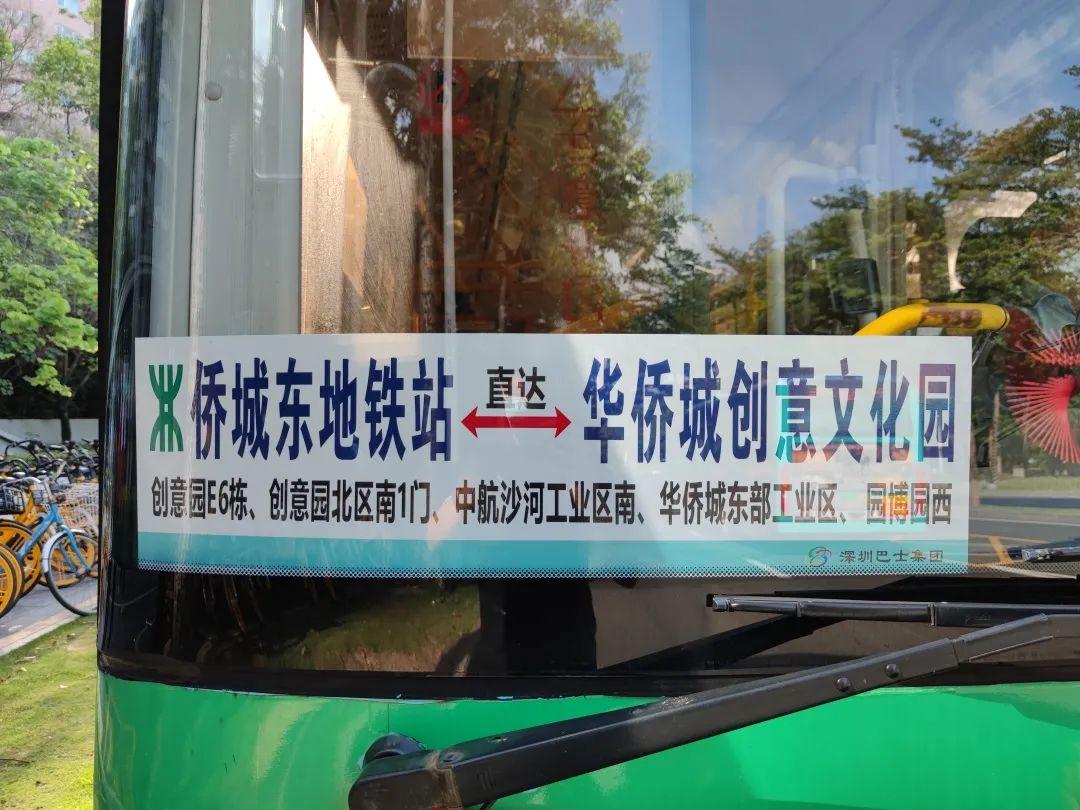 侨城东地铁站 直达 华侨城创意文化园
创意园E6栋、创意园北区南1门、中航沙河工业区南、华侨城东部工业区、园博园西
深圳巴士集团